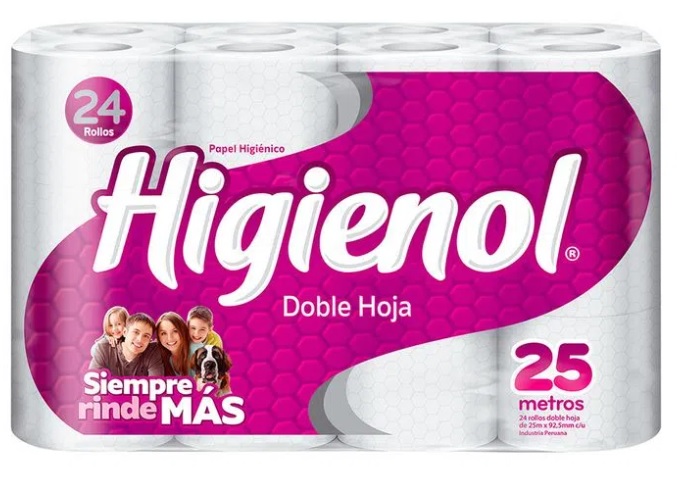 24
Rollos
Papel Higiénico
Higienol®
Doble Hoja
Siempre
rinde MÁS
25
metros
24 rollos doble hoja
de 25m x 92,5mm c/u
Industria Peruana